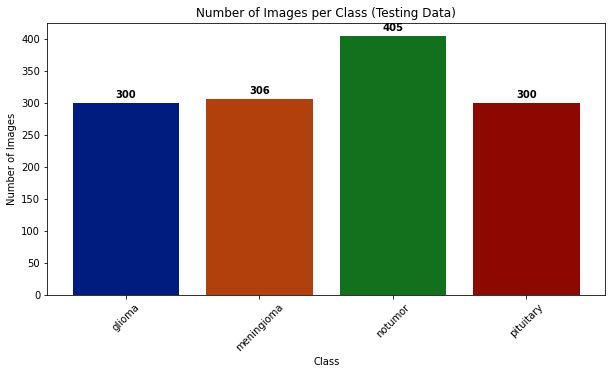 Number of Images per Class (Testing Data)
Number of Images
400
350
300
250
200
150
100
50
0
300
306
405
300
glioma
meningioma
notumor
pituitary
Class